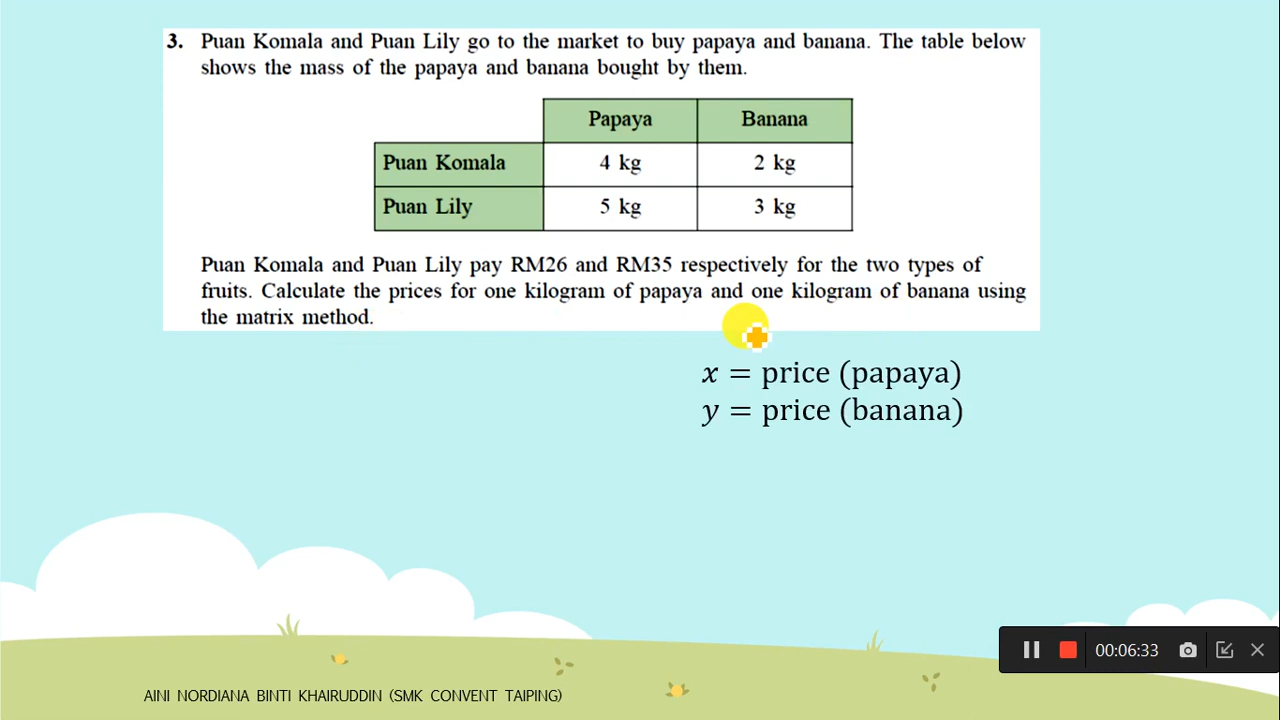 3. Puan Komala and Puan Lily go to the market to buy papaya and banana. The table below
shows the mass of the papaya and banana bought by them.
Papaya Banana
Puan Komala 4 kg 2 kg
Puan Lily 5 kg 3 kg
Puan Komala and Puan Lily pay RM26 and RM35 respectively for the two types of
fruits. Calculate the prices for one kilogram of papaya and one kilogram of banana using
the matrix method.
x = price (papaya)
y = price (banana)
00:06:33
AINI NORDIANA BINTI KHAIRUDDIN (SMK CONVENT TAIPING)